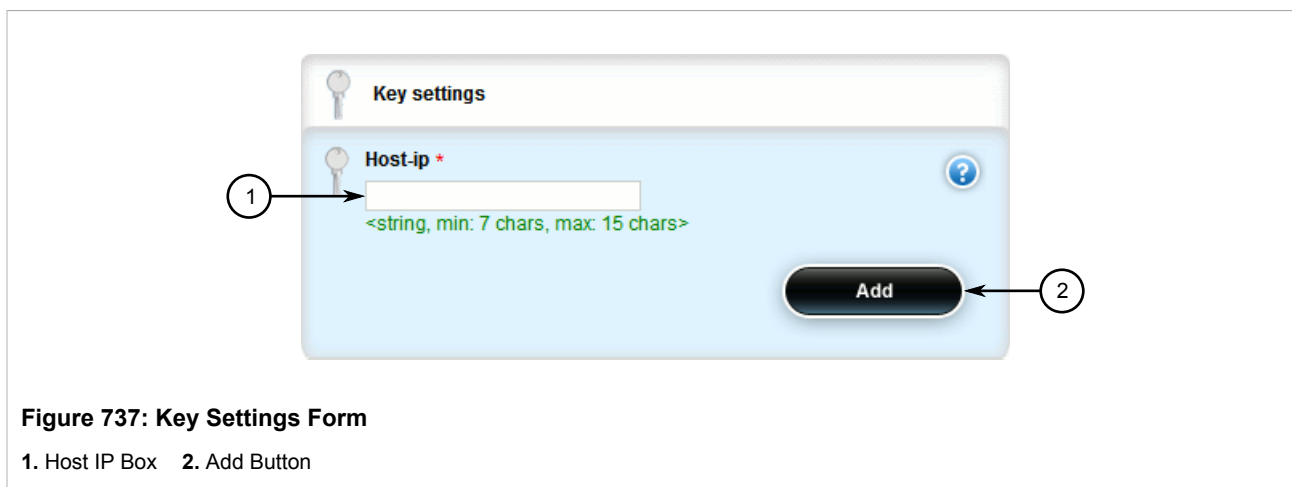 Key settings
Host-ip *
?
1
<string, min: 7 chars, max: 15 chars>
Add
2
Figure 737: Key Settings Form
1. Host IP Box 2. Add Button